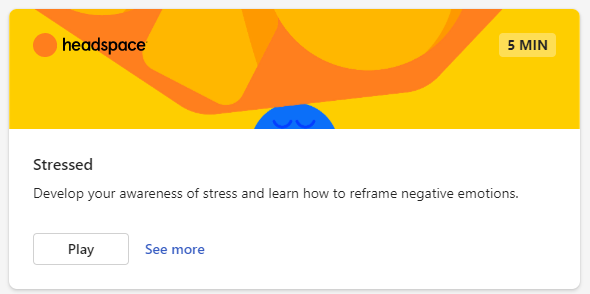 headspace
5 MIN
Stressed
Develop your awareness of stress and learn how to reframe negative emotions.
Play
See more